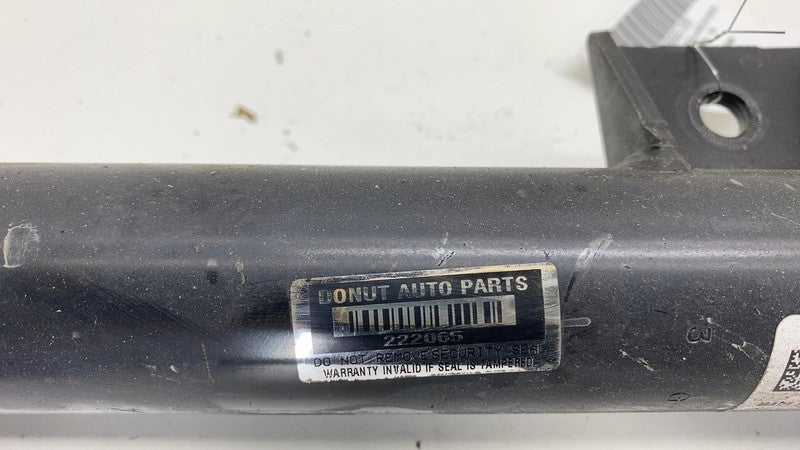 DONUT AUTO PARTS
222065
DO NOT REMOVE SECURITY SEAL
WARRANTY INVALID IF SEAL IS TAMPERED